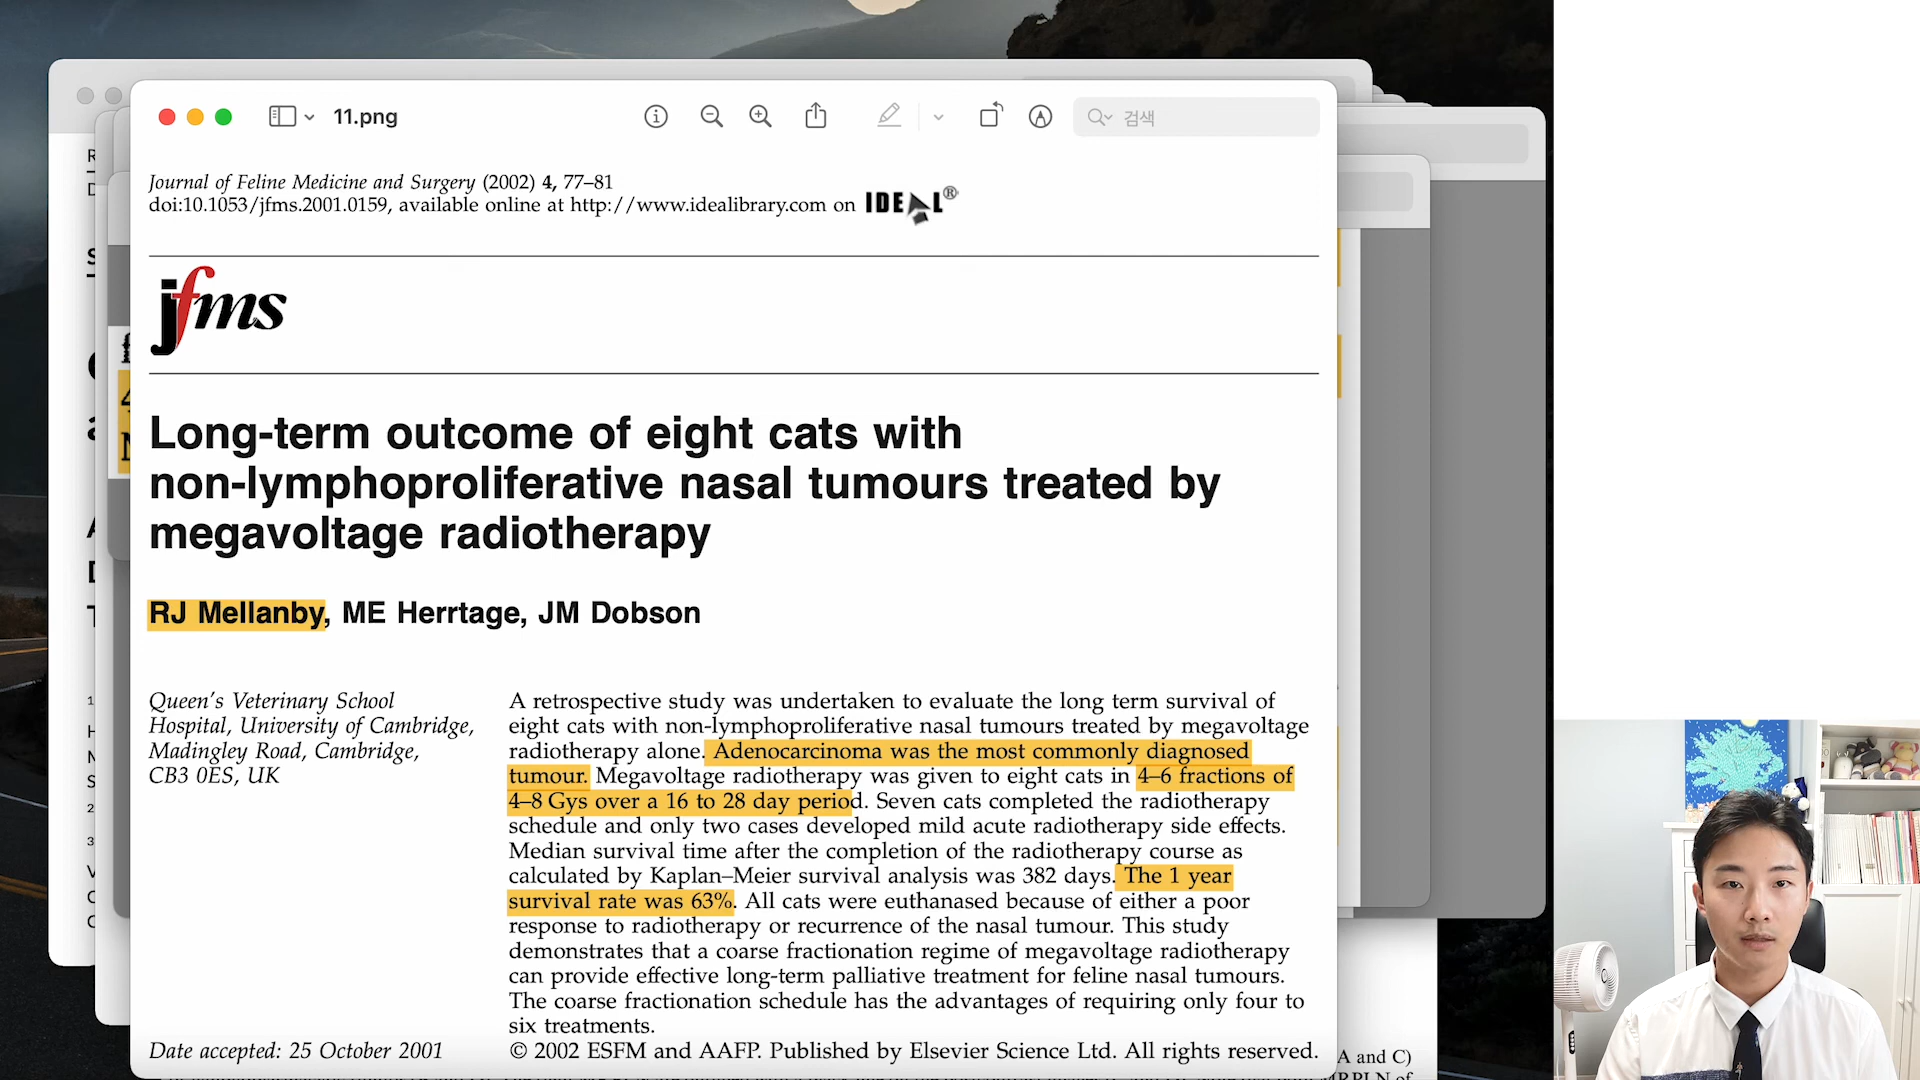 11.png
검색
Journal of Feline Medicine and Surgery (2002) 4, 77–81
doi:10.1053/jfms.2001.0159, available online at http://www.idealibrary.com on IDEAL®
jfms
Long-term outcome of eight cats with
non-lymphoproliferative nasal tumours treated by
megavoltage radiotherapy
RJ Mellanby, ME Herrtage, JM Dobson
Queen's Veterinary School
Hospital, University of Cambridge,
Madingley Road, Cambridge,
CB3 0ES, UK
A retrospective study was undertaken to evaluate the long term survival of
eight cats with non-lymphoproliferative nasal tumours treated by megavoltage
radiotherapy alone. Adenocarcinoma was the most commonly diagnosed
tumour. Megavoltage radiotherapy was given to eight cats in 4–6 fractions of
4–8 Gys over a 16 to 28 day period. Seven cats completed the radiotherapy
schedule and only two cases developed mild acute radiotherapy side effects.
Median survival time after the completion of the radiotherapy course as
calculated by Kaplan–Meier survival analysis was 382 days. The 1 year
survival rate was 63%. All cats were euthanased because of either a poor
response to radiotherapy or recurrence of the nasal tumour. This study
demonstrates that a coarse fractionation regime of megavoltage radiotherapy
can provide effective long-term palliative treatment for feline nasal tumours.
The coarse fractionation schedule has the advantages of requiring only four to
six treatments.
Date accepted: 25 October 2001
© 2002 ESFM and AAFP. Published by Elsevier Science Ltd. All rights reserved.
A and C)